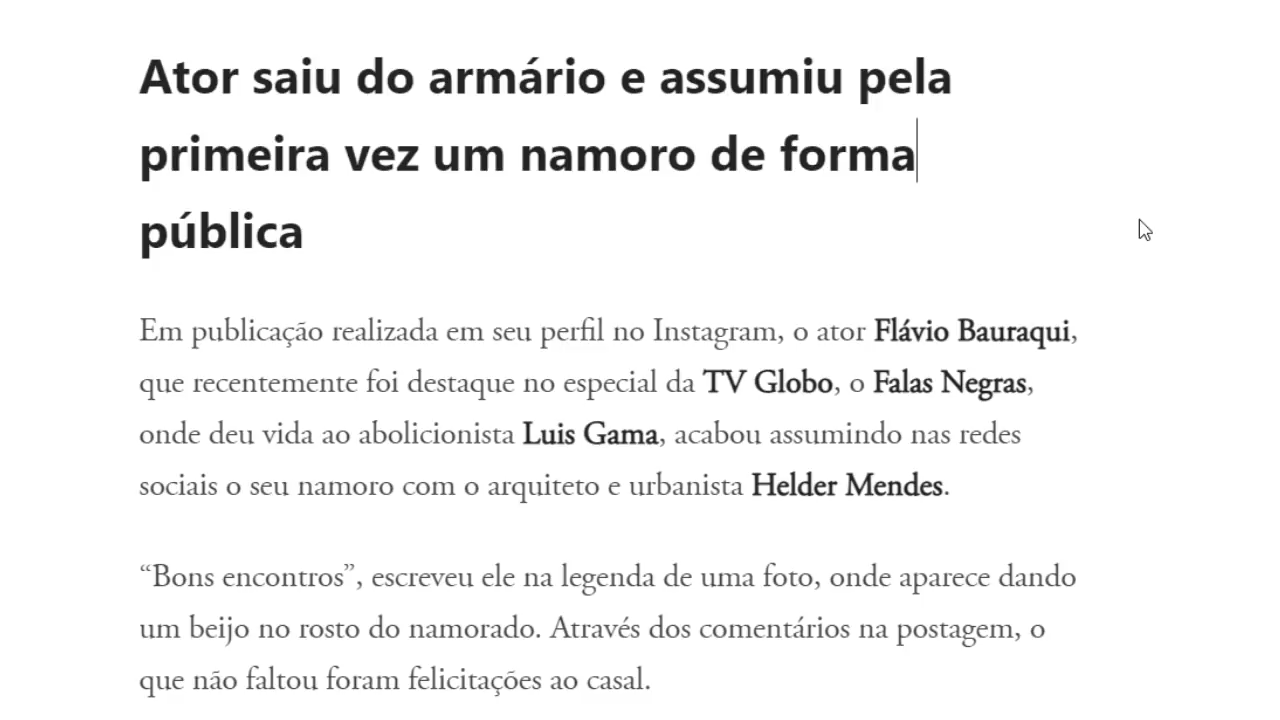 Ator saiu do armário e assumiu pela
primeira vez um namoro de forma
pública
Em publicação realizada em seu perfil no Instagram, o ator Flávio Bauraqui,
que recentemente foi destaque no especial da TV Globo, o Falas Negras,
onde deu vida ao abolicionista Luis Gama, acabou assumindo nas redes
sociais o seu namoro com o arquiteto e urbanista Helder Mendes.
“Bons encontros”, escreveu ele na legenda de uma foto, onde aparece dando
um beijo no rosto do namorado. Através dos comentários na postagem, o
que não faltou foram felicitações ao casal.